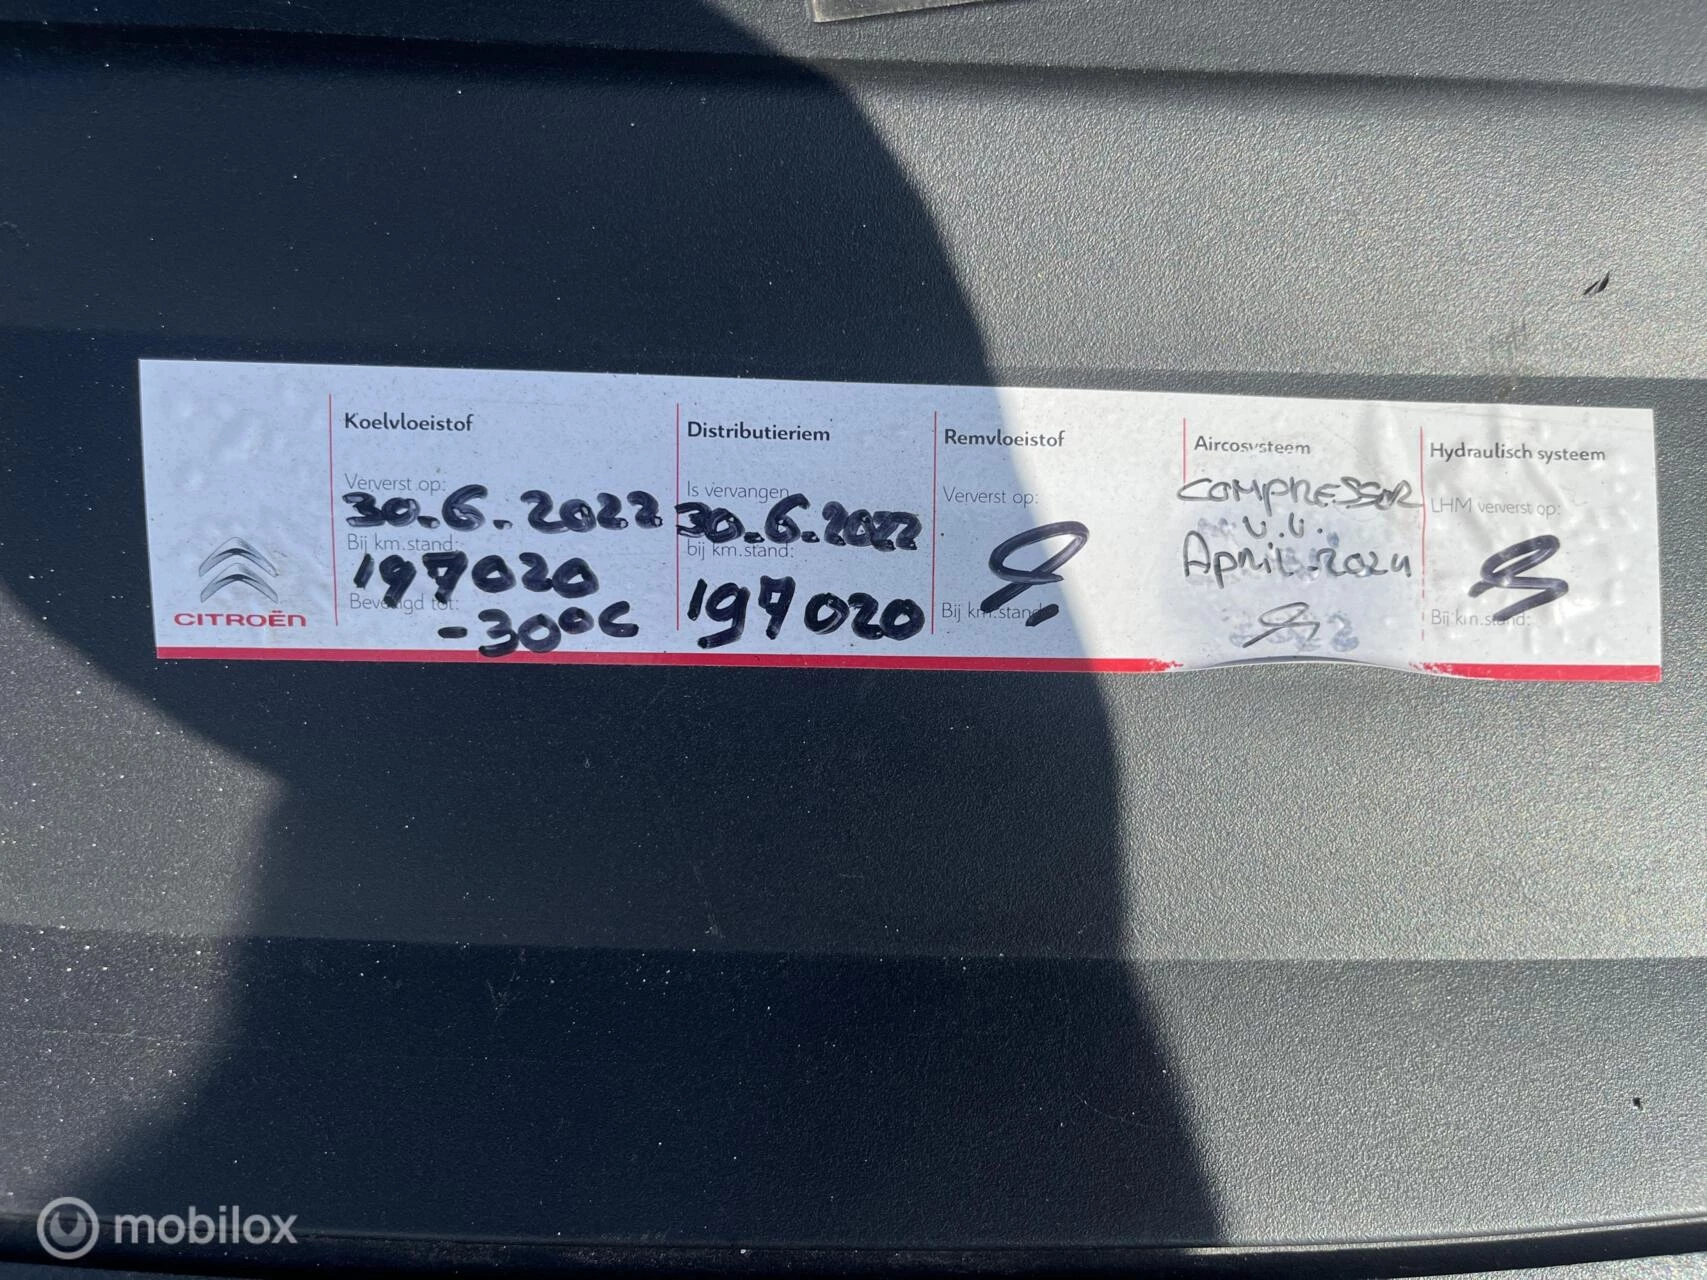 CITROËN
Koelvloeistof
Ververst op:
30.6.2022
Bij km.stand:
197020
Beveiligd tot:
-30°C
Distributieriem
Is vervangen
30.6.2022
bij km.stand:
197020
Remvloeistof
Ververst op:
Bij km.stand:
Aircosysteem
COMPRESSOR
April 2024
Hydraulisch systeem
LHM ververst op:
Bij km.stand:
mobilox